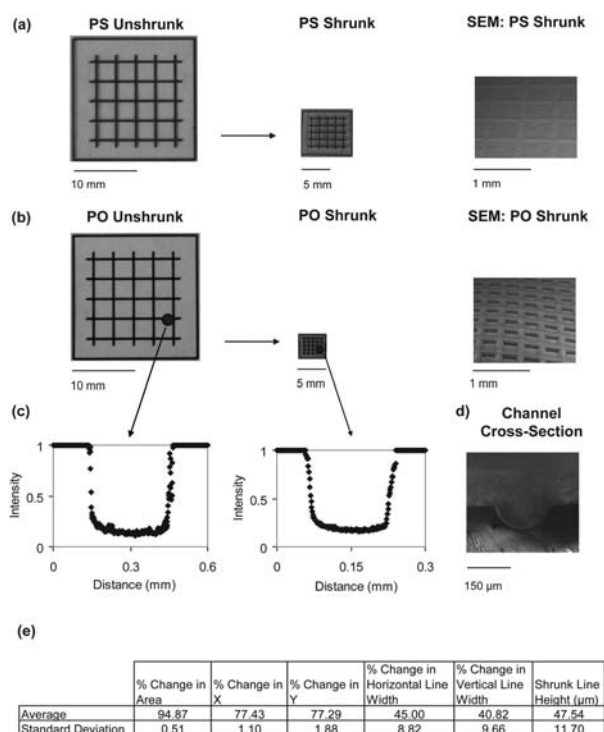 (a) PS Unshrunk PS Shrunk SEM: PS Shrunk
10 mm 5 mm 1 mm
(b) PO Unshrunk PO Shrunk SEM: PO Shrunk
10 mm 5 mm 1 mm
(c)
1
0.5
0
Intensity
0 0.3 0.6
Distance (mm)
1
0.5
0
Intensity
0 0.15 0.3
Distance (mm)
d) Channel
Cross-Section
150 µm
(e)
% Change in Area % Change in X % Change in Y % Change in Horizontal Line Width % Change in Vertical Line Width Shrunk Line Height (µm)
Average 94.87 77.43 77.29 45.00 40.82 47.54
Standard Deviation 0.51 1.10 1.88 8.82 9.66 11.70